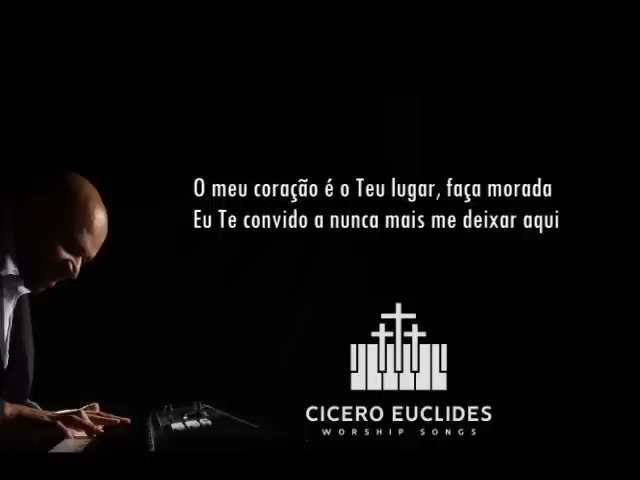 O meu coração é o Teu lugar, faça morada
Eu Te convido a nunca mais me deixar aqui
CICERO EUCLIDES
WORSHIP SONGS